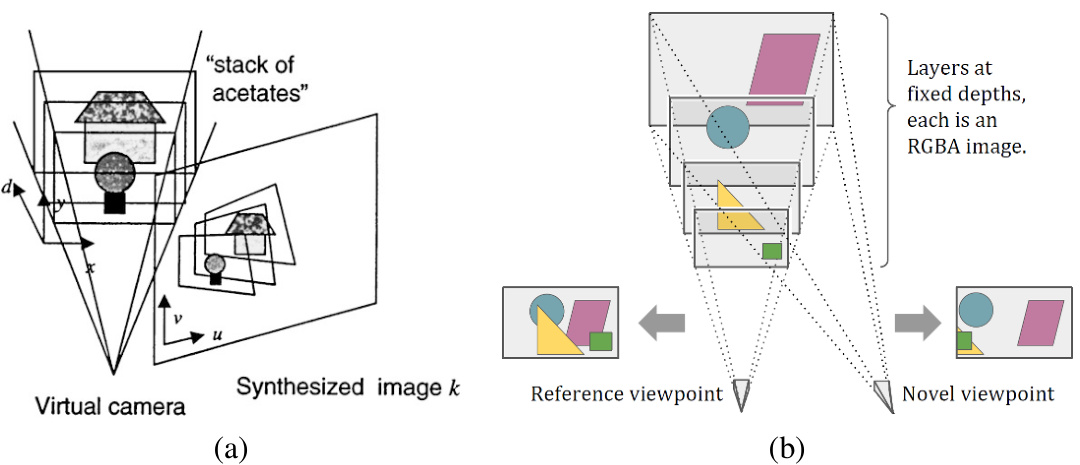 "stack of
acetates"
d
y
x
v
u
Synthesized image k
Virtual camera
(a)
Layers at
fixed depths,
each is an
RGBA image.
Reference viewpoint
Novel viewpoint
(b)